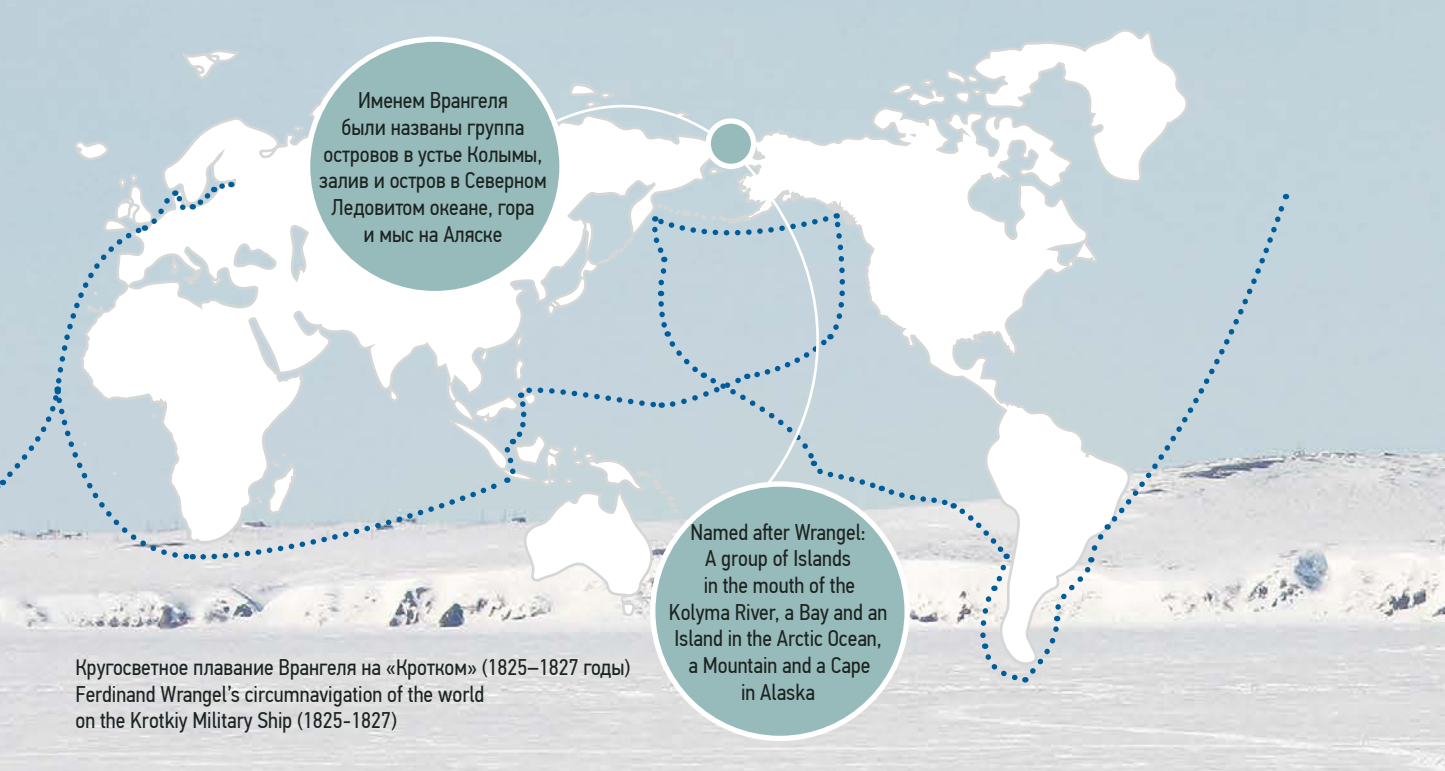 Именем Врангеля
были названы группа
островов в устье Колымы,
залив и остров в Северном
Ледовитом океане, гора
и мыс на Аляске
Named after Wrangel:
A group of Islands
in the mouth of the
Kolyma River, a Bay and an
Island in the Arctic Ocean,
a Mountain and a Cape
in Alaska
Кругосветное плавание Врангеля на «Кротком» (1825–1827 годы)
Ferdinand Wrangel's circumnavigation of the world
on the Krotkiy Military Ship (1825-1827)